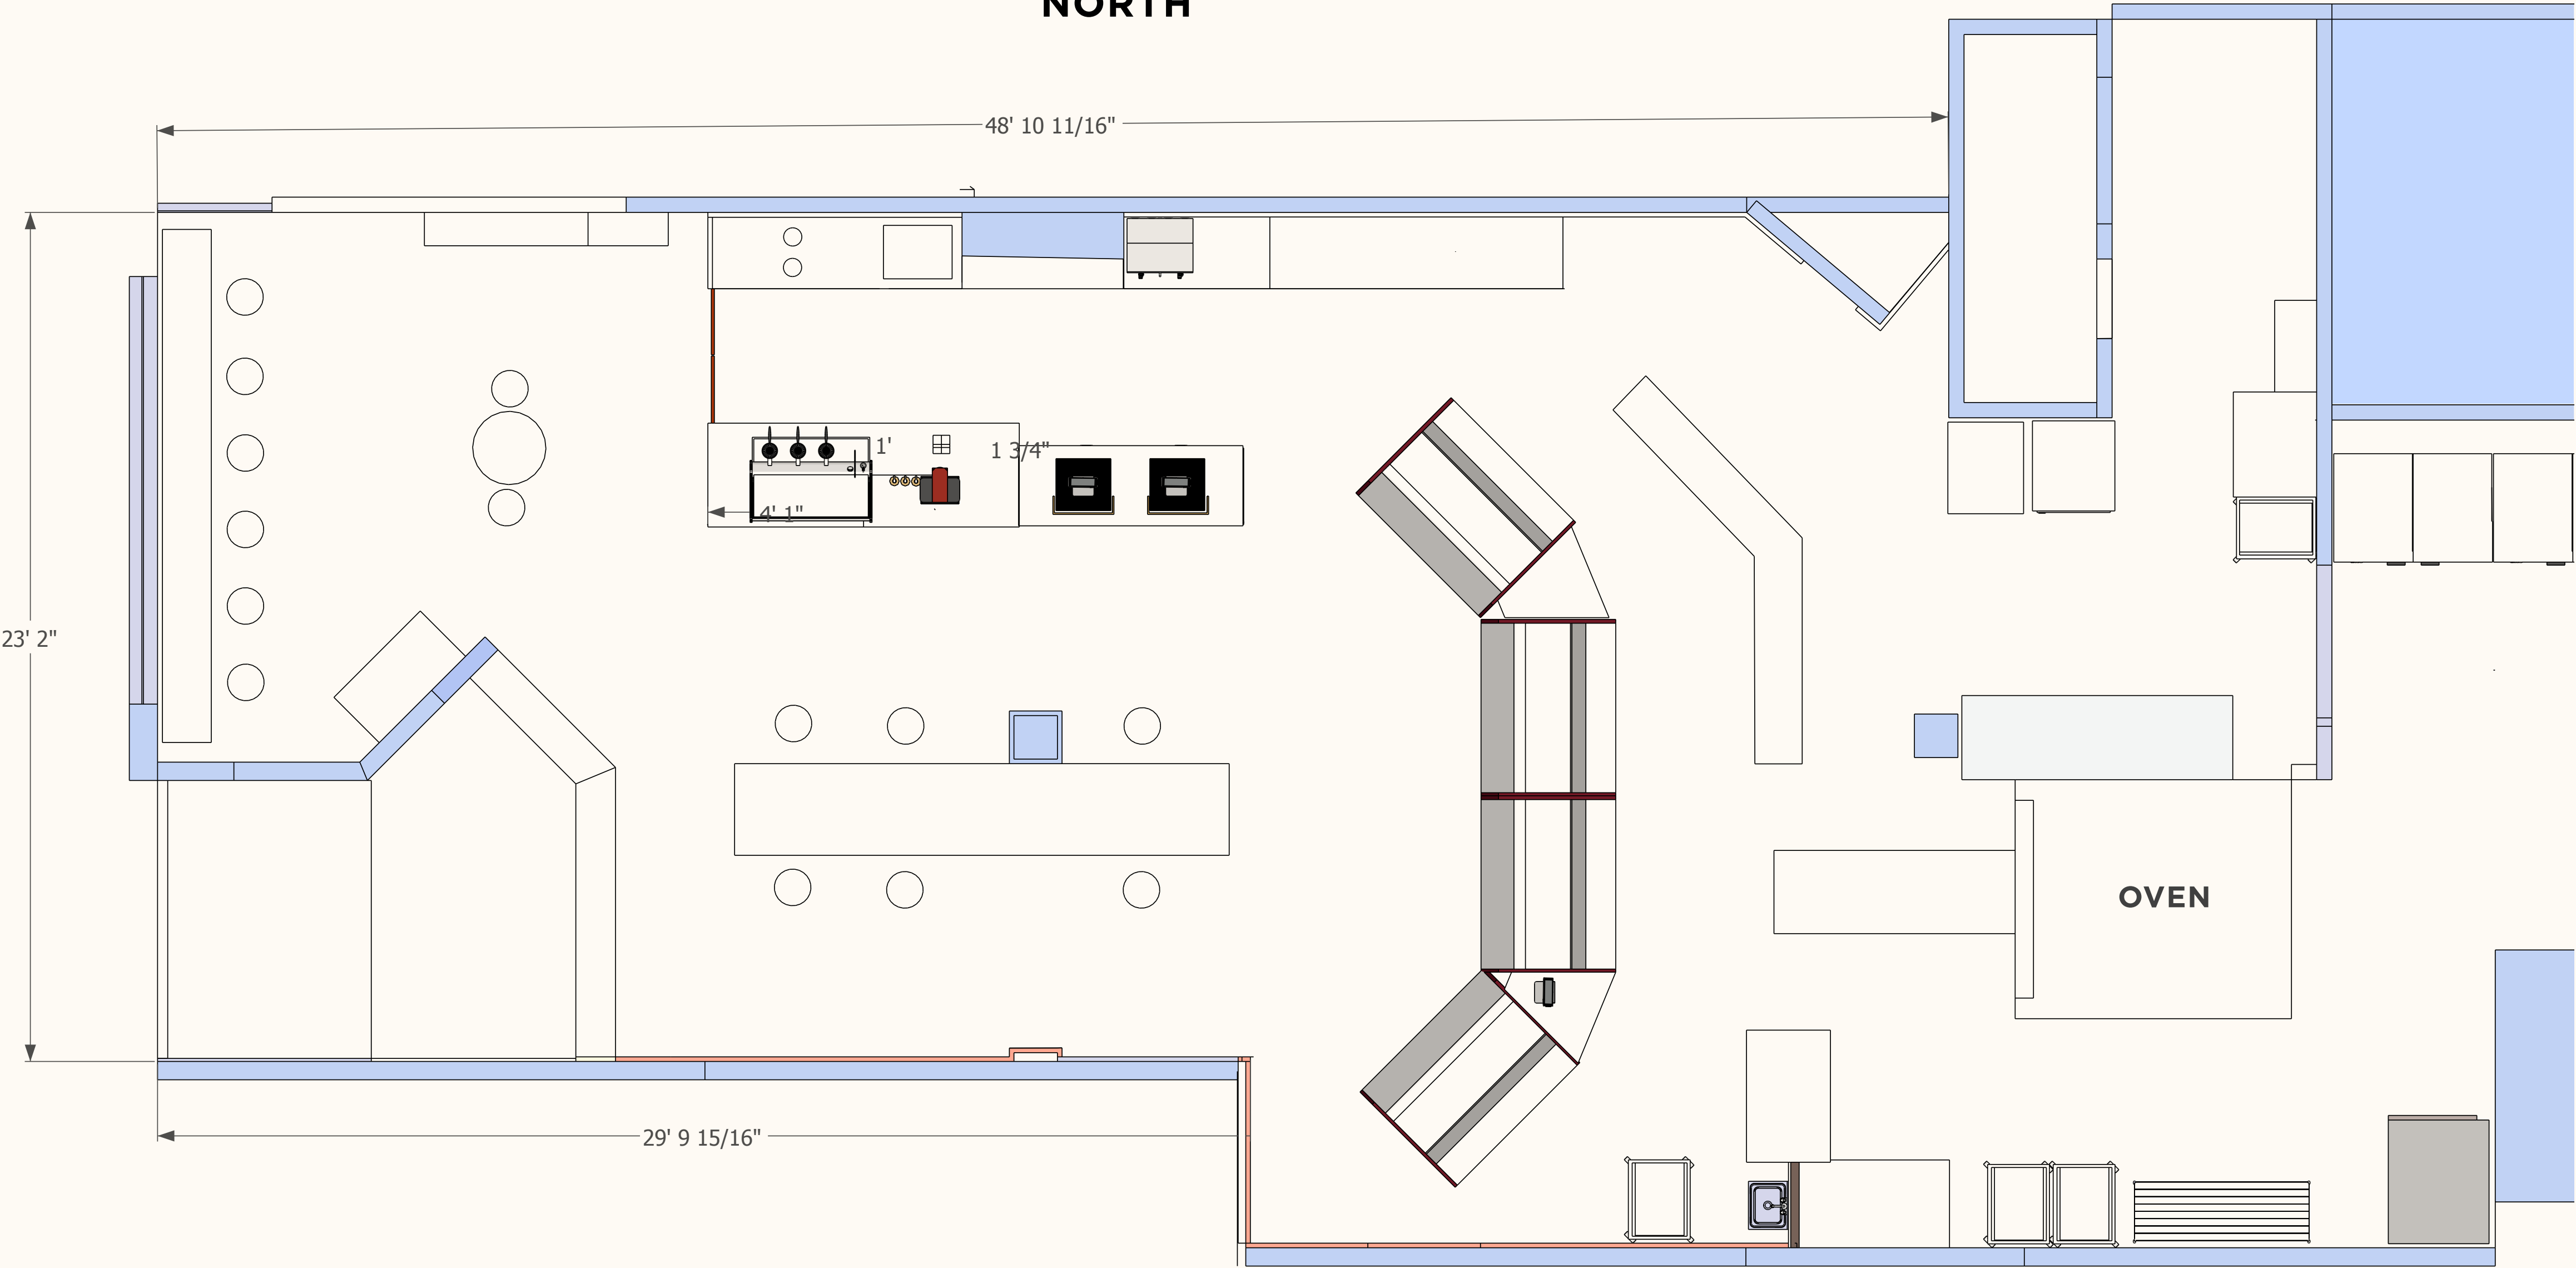 NORTH
48' 10 11/16"
1'
1 3/4"
4' 1"
23' 2"
OVEN
29' 9 15/16"